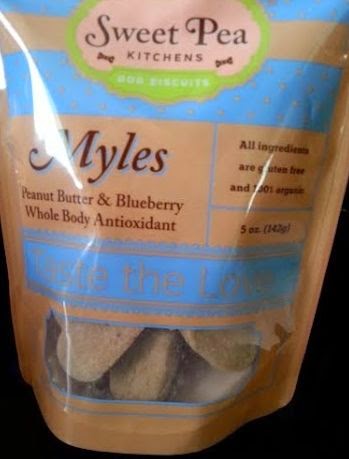 Sweet Pea
KITCHENS
DOG BISCUITS
Myles
Peanut Butter & Blueberry
Whole Body Antioxidant
All ingredients
are gluten free
and 100% organic
5 oz. (142g)
Taste the Love